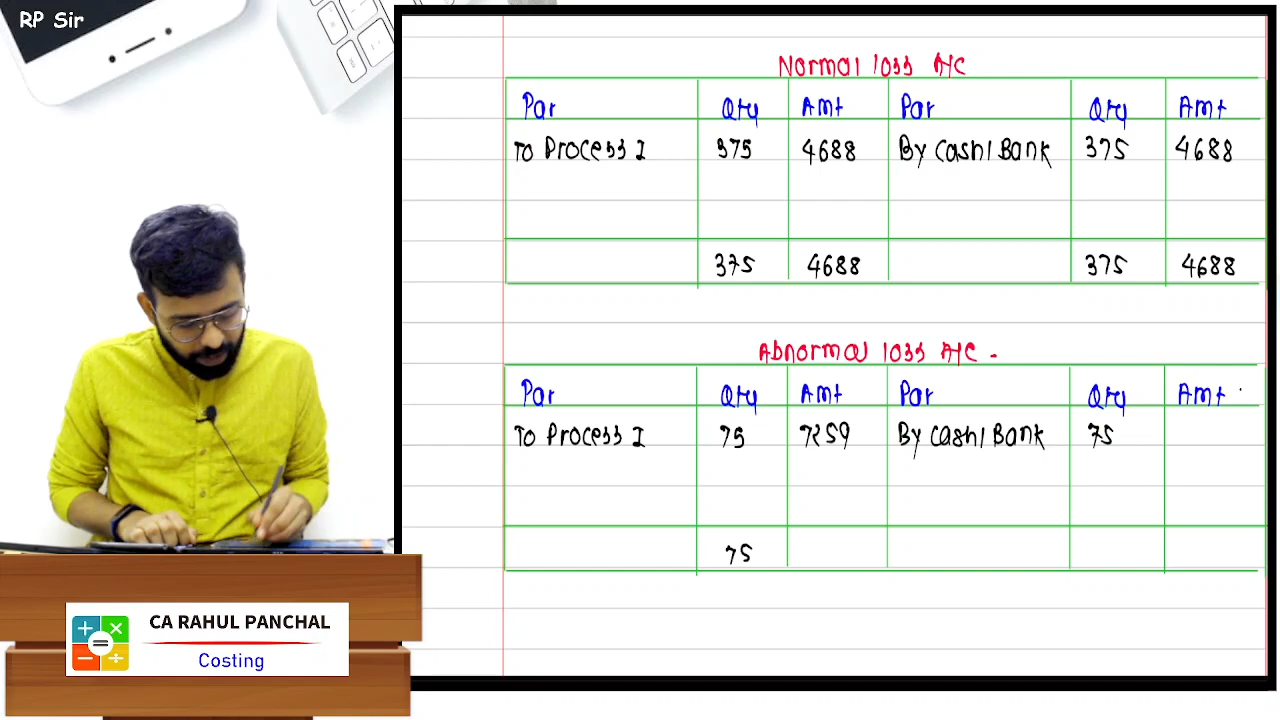 RP Sir
Normal loss A/C
Par Qty Amt Par Qty Amt
To Process I 375 4688 By Cash/Bank 375 4688
375 4688 375 4688
Abnormal loss A/C -
Par Qty Amt Par Qty Amt
To Process I 75 7259 By Cash/Bank 75
75
CA RAHUL PANCHAL
Costing